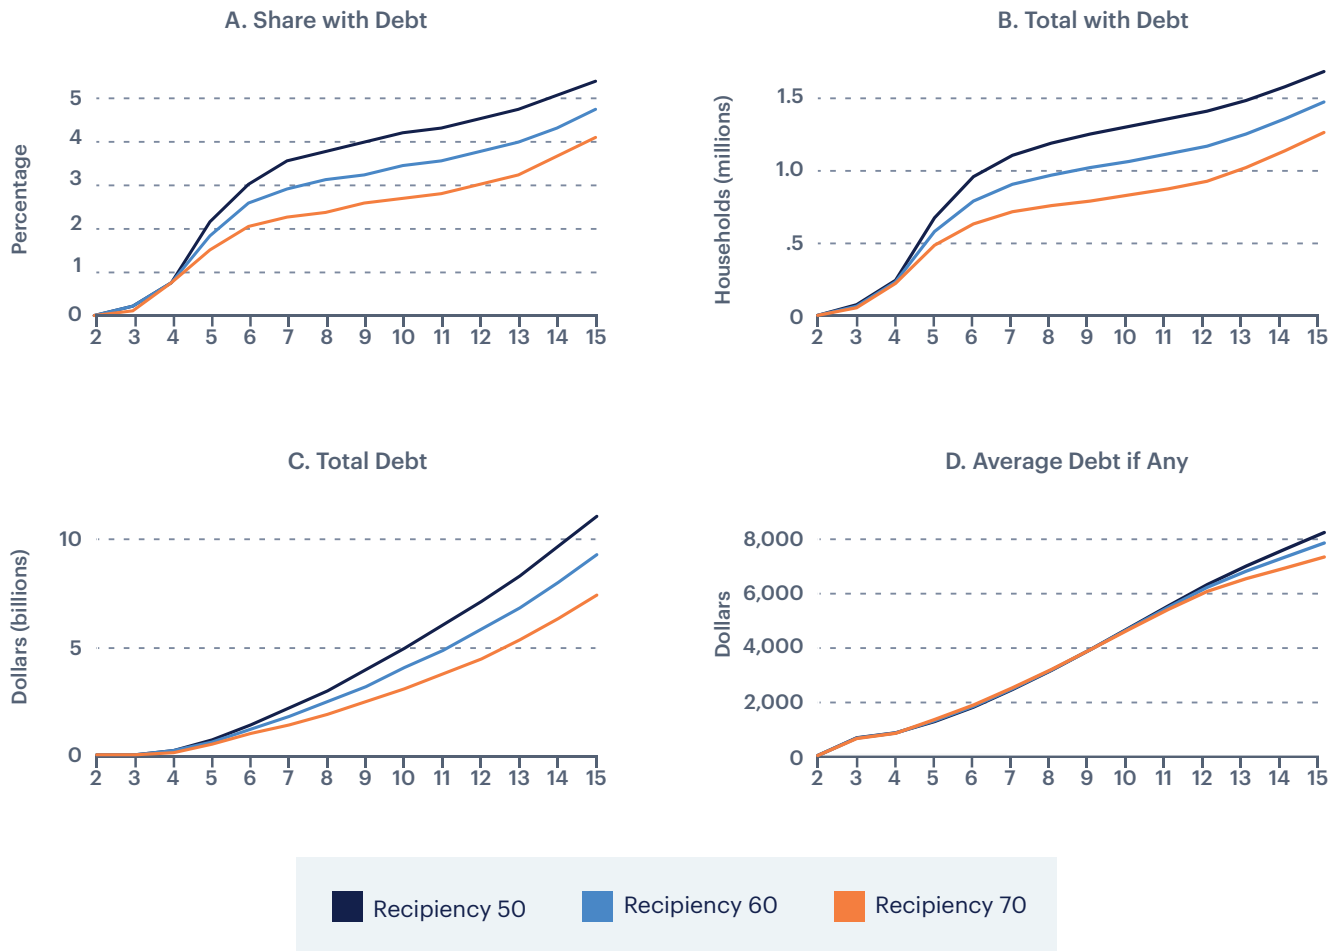 A. Share with Debt
Percentage
5
4
3
2
1
0
2 3 4 5 6 7 8 9 10 11 12 13 14 15
B. Total with Debt
Households (millions)
1.5
1.0
.5
0
2 3 4 5 6 7 8 9 10 11 12 13 14 15
C. Total Debt
Dollars (billions)
10
5
0
2 3 4 5 6 7 8 9 10 11 12 13 14 15
D. Average Debt if Any
Dollars
8,000
6,000
4,000
2,000
0
2 3 4 5 6 7 8 9 10 11 12 13 14 15
Recipiency 50 Recipiency 60 Recipiency 70